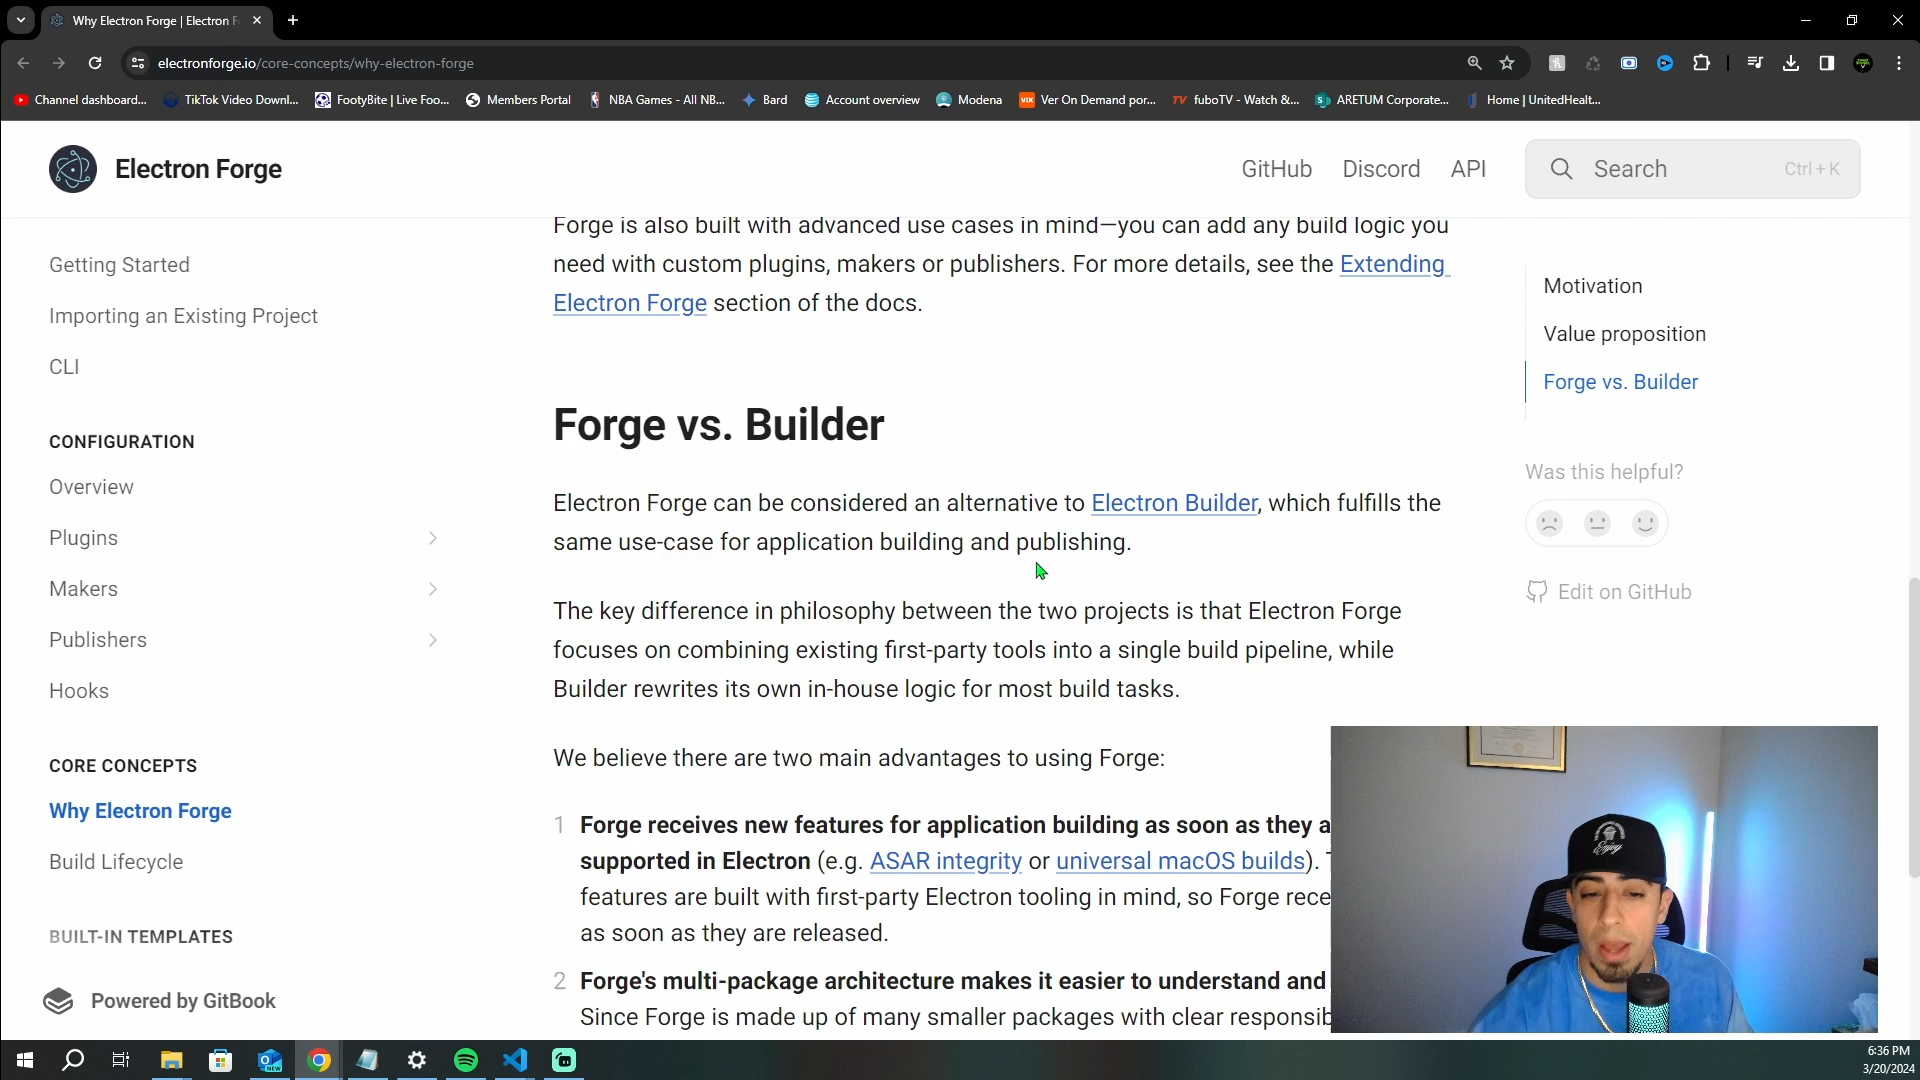 Why Electron Forge | Electron F
electronforge.io/core-concepts/why-electron-forge
Channel dashboard...
TikTok Video Downl...
FootyBite | Live Foo...
Members Portal
NBA Games - All NB...
Bard
Account overview
Modena
Ver On Demand por...
fuboTV - Watch &...
ARETUM Corporate...
Home | UnitedHealt...
Electron Forge
GitHub
Discord
API
Search
Ctrl + K
Getting Started
Importing an Existing Project
CLI
CONFIGURATION
Overview
Plugins
Makers
Publishers
Hooks
CORE CONCEPTS
Why Electron Forge
Build Lifecycle
BUILT-IN TEMPLATES
Powered by GitBook
Forge is also built with advanced use cases in mind—you can add any build logic you
need with custom plugins, makers or publishers. For more details, see the Extending
Electron Forge section of the docs.
Forge vs. Builder
Electron Forge can be considered an alternative to Electron Builder, which fulfills the
same use-case for application building and publishing.
The key difference in philosophy between the two projects is that Electron Forge
focuses on combining existing first-party tools into a single build pipeline, while
Builder rewrites its own in-house logic for most build tasks.
We believe there are two main advantages to using Forge:
1 Forge receives new features for application building as soon as they a
supported in Electron (e.g. ASAR integrity or universal macOS builds).
features are built with first-party Electron tooling in mind, so Forge rece
as soon as they are released.
2 Forge's multi-package architecture makes it easier to understand and
Since Forge is made up of many smaller packages with clear responsib
Motivation
Value proposition
Forge vs. Builder
Was this helpful?
Edit on GitHub
Enjoy
NEW
6:36 PM
3/20/2024